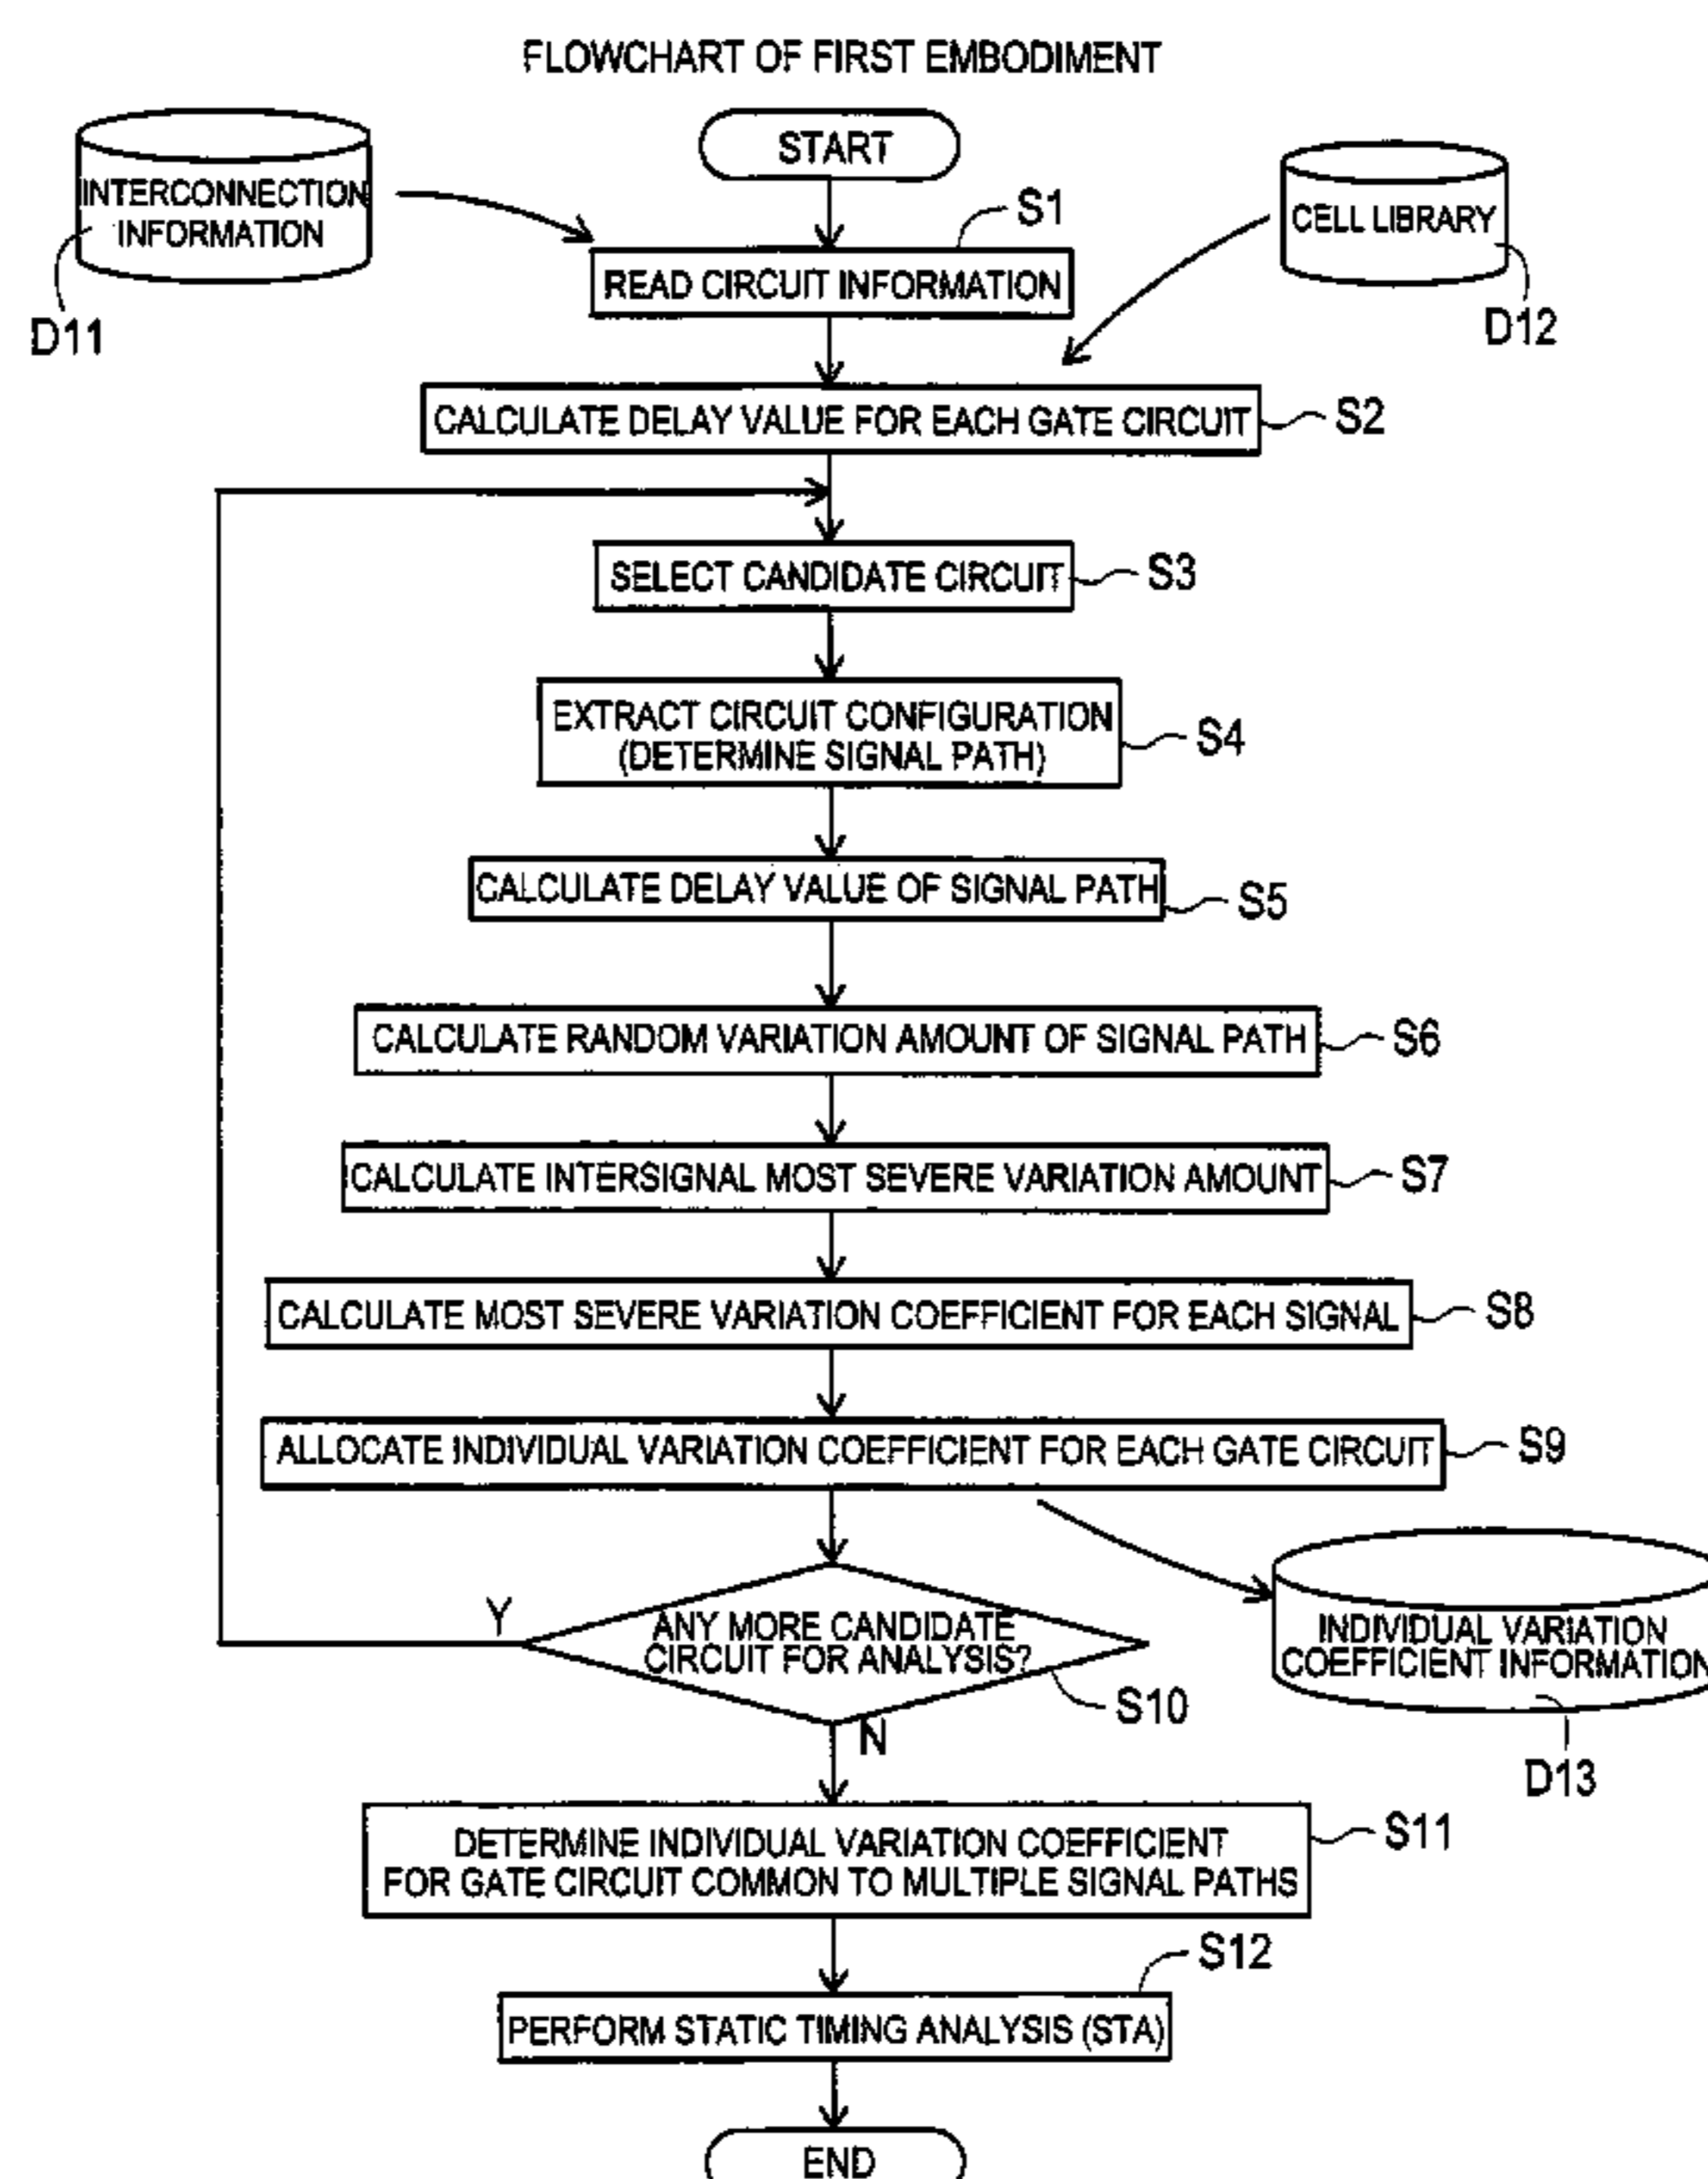 FLOWCHART OF FIRST EMBODIMENT
START
INTERCONNECTION
INFORMATION
D11
CELL LIBRARY
D12
S1
READ CIRCUIT INFORMATION
CALCULATE DELAY VALUE FOR EACH GATE CIRCUIT
S2
SELECT CANDIDATE CIRCUIT
S3
EXTRACT CIRCUIT CONFIGURATION
(DETERMINE SIGNAL PATH)
S4
CALCULATE DELAY VALUE OF SIGNAL PATH
S5
CALCULATE RANDOM VARIATION AMOUNT OF SIGNAL PATH
S6
CALCULATE INTERSIGNAL MOST SEVERE VARIATION AMOUNT
S7
CALCULATE MOST SEVERE VARIATION COEFFICIENT FOR EACH SIGNAL
S8
ALLOCATE INDIVIDUAL VARIATION COEFFICIENT FOR EACH GATE CIRCUIT
S9
Y
ANY MORE CANDIDATE
CIRCUIT FOR ANALYSIS?
S10
N
INDIVIDUAL VARIATION
COEFFICIENT INFORMATION
D13
DETERMINE INDIVIDUAL VARIATION COEFFICIENT
FOR GATE CIRCUIT COMMON TO MULTIPLE SIGNAL PATHS
S11
S12
PERFORM STATIC TIMING ANALYSIS (STA)
END